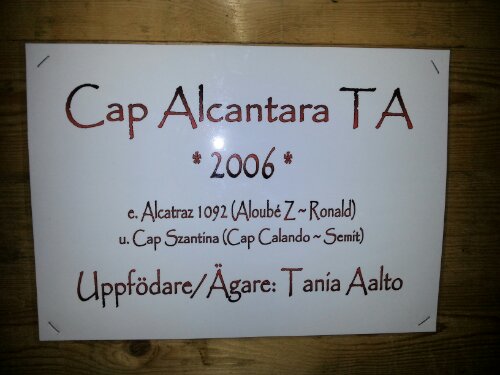 Cap Alcantara TA
* 2006 *
e. Alcatraz 1092 (Aloubé Z ~ Ronald)
u. Cap Szantina (Cap Calando ~ Semit)
Uppfödare/Ägare: Tania Aalto